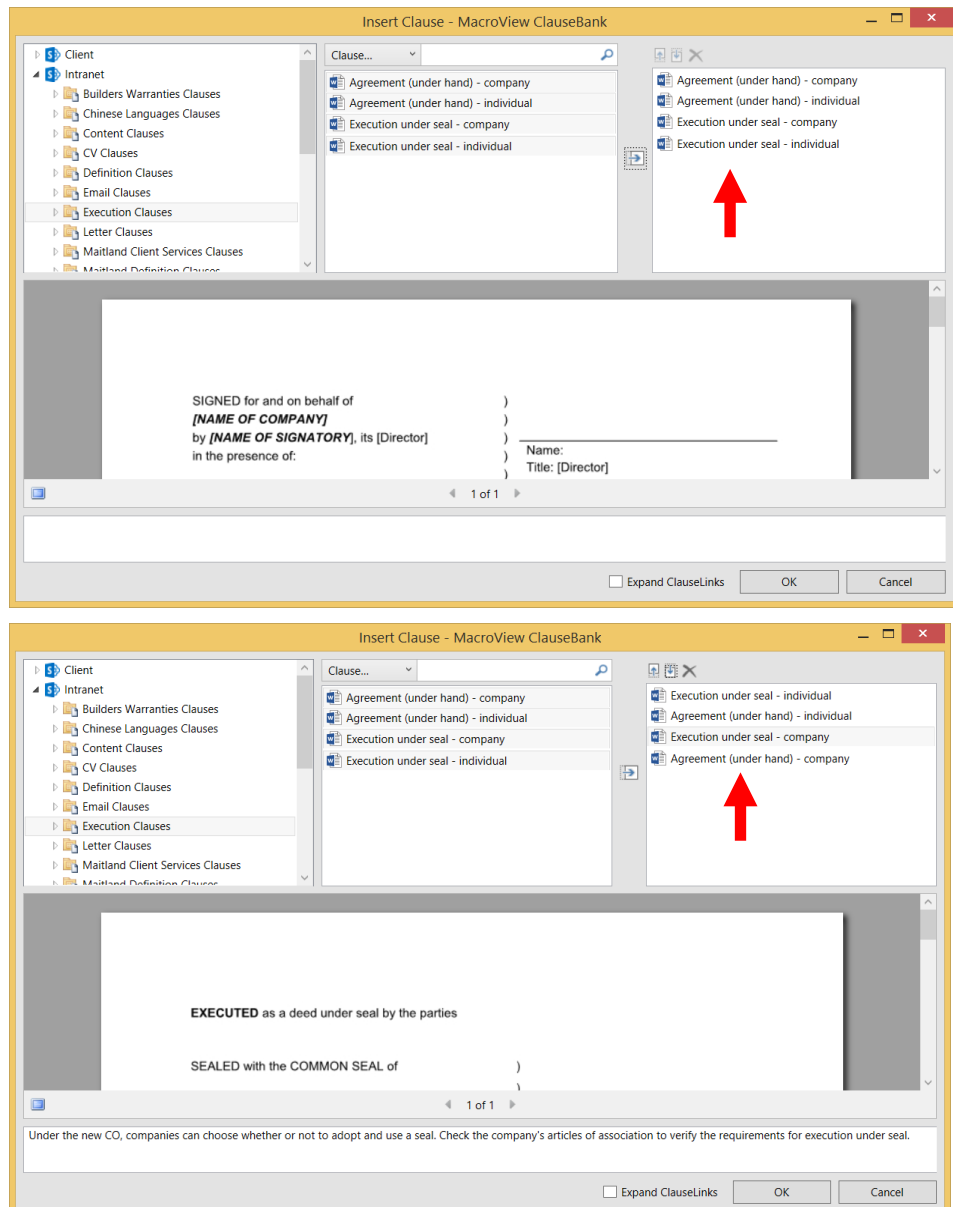 Insert Clause - MacroView ClauseBank
Client
Intranet
Builders Warranties Clauses
Chinese Languages Clauses
Content Clauses
CV Clauses
Definition Clauses
Email Clauses
Execution Clauses
Letter Clauses
Maitland Client Services Clauses
Maitland Definition Clauses
Clause...
Agreement (under hand) - company
Agreement (under hand) - individual
Execution under seal - company
Execution under seal - individual
Agreement (under hand) - company
Agreement (under hand) - individual
Execution under seal - company
Execution under seal - individual
SIGNED for and on behalf of )
[NAME OF COMPANY] )
by [NAME OF SIGNATORY], its [Director] )
in the presence of: ) Name:
) Title: [Director]
1 of 1
Expand ClauseLinks OK Cancel
Insert Clause - MacroView ClauseBank
Client
Intranet
Builders Warranties Clauses
Chinese Languages Clauses
Content Clauses
CV Clauses
Definition Clauses
Email Clauses
Execution Clauses
Letter Clauses
Maitland Client Services Clauses
Maitland Definition Clauses
Clause...
Agreement (under hand) - company
Agreement (under hand) - individual
Execution under seal - company
Execution under seal - individual
Execution under seal - individual
Agreement (under hand) - individual
Execution under seal - company
Agreement (under hand) - company
EXECUTED as a deed under seal by the parties
SEALED with the COMMON SEAL of )
)
1 of 1
Under the new CO, companies can choose whether or not to adopt and use a seal. Check the company's articles of association to verify the requirements for execution under seal.
Expand ClauseLinks OK Cancel